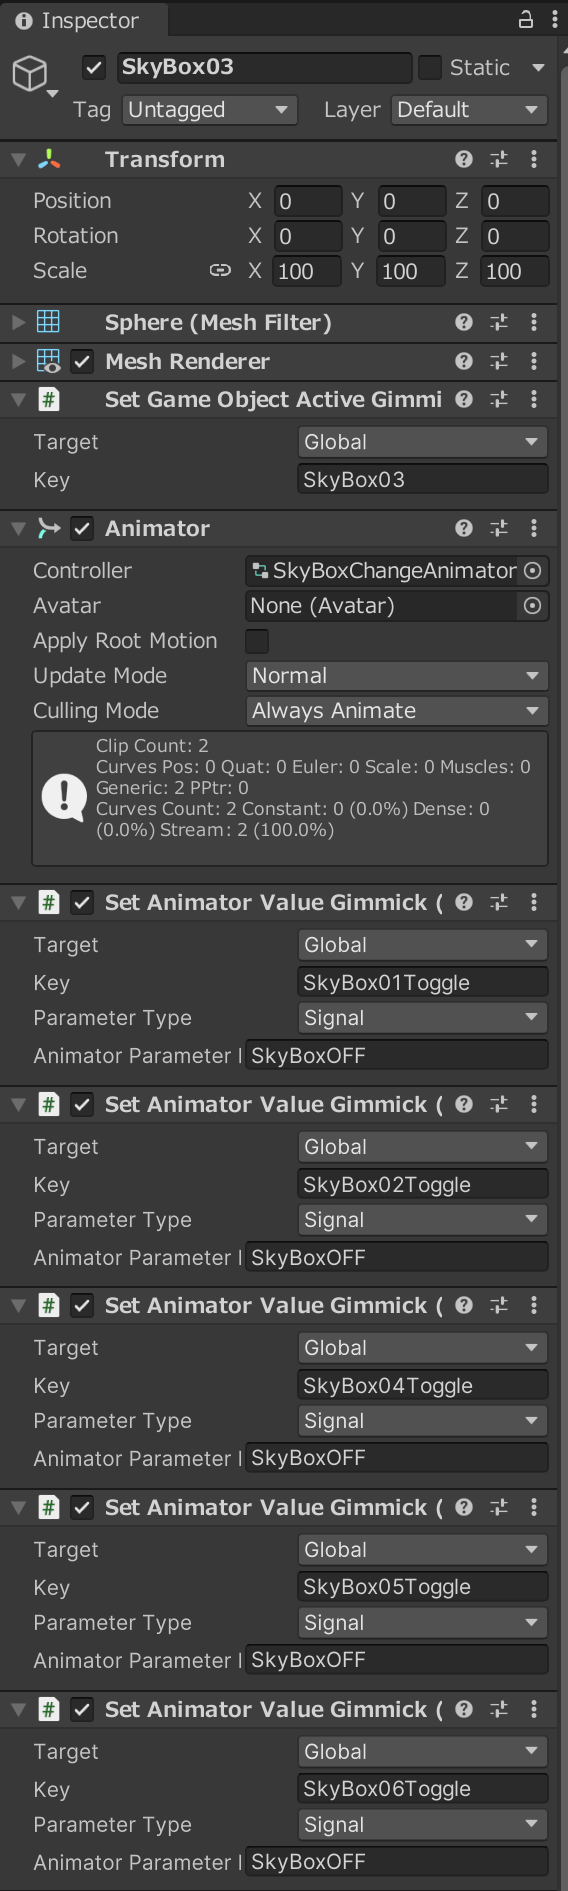 Inspector
SkyBox03 Static
Tag Untagged Layer Default
Transform
Position X 0 Y 0 Z 0
Rotation X 0 Y 0 Z 0
Scale X 100 Y 100 Z 100
Sphere (Mesh Filter)
Mesh Renderer
# Set Game Object Active Gimmi
Target Global
Key SkyBox03
Animator
Controller SkyBoxChangeAnimator
Avatar None (Avatar)
Apply Root Motion
Update Mode Normal
Culling Mode Always Animate
Clip Count: 2
Curves Pos: 0 Quat: 0 Euler: 0 Scale: 0 Muscles: 0
Generic: 2 PPtr: 0
Curves Count: 2 Constant: 0 (0.0%) Dense: 0
(0.0%) Stream: 2 (100.0%)
# Set Animator Value Gimmick (
Target Global
Key SkyBox01Toggle
Parameter Type Signal
Animator Parameter SkyBoxOFF
# Set Animator Value Gimmick (
Target Global
Key SkyBox02Toggle
Parameter Type Signal
Animator Parameter SkyBoxOFF
# Set Animator Value Gimmick (
Target Global
Key SkyBox04Toggle
Parameter Type Signal
Animator Parameter SkyBoxOFF
# Set Animator Value Gimmick (
Target Global
Key SkyBox05Toggle
Parameter Type Signal
Animator Parameter SkyBoxOFF
# Set Animator Value Gimmick (
Target Global
Key SkyBox06Toggle
Parameter Type Signal
Animator Parameter SkyBoxOFF